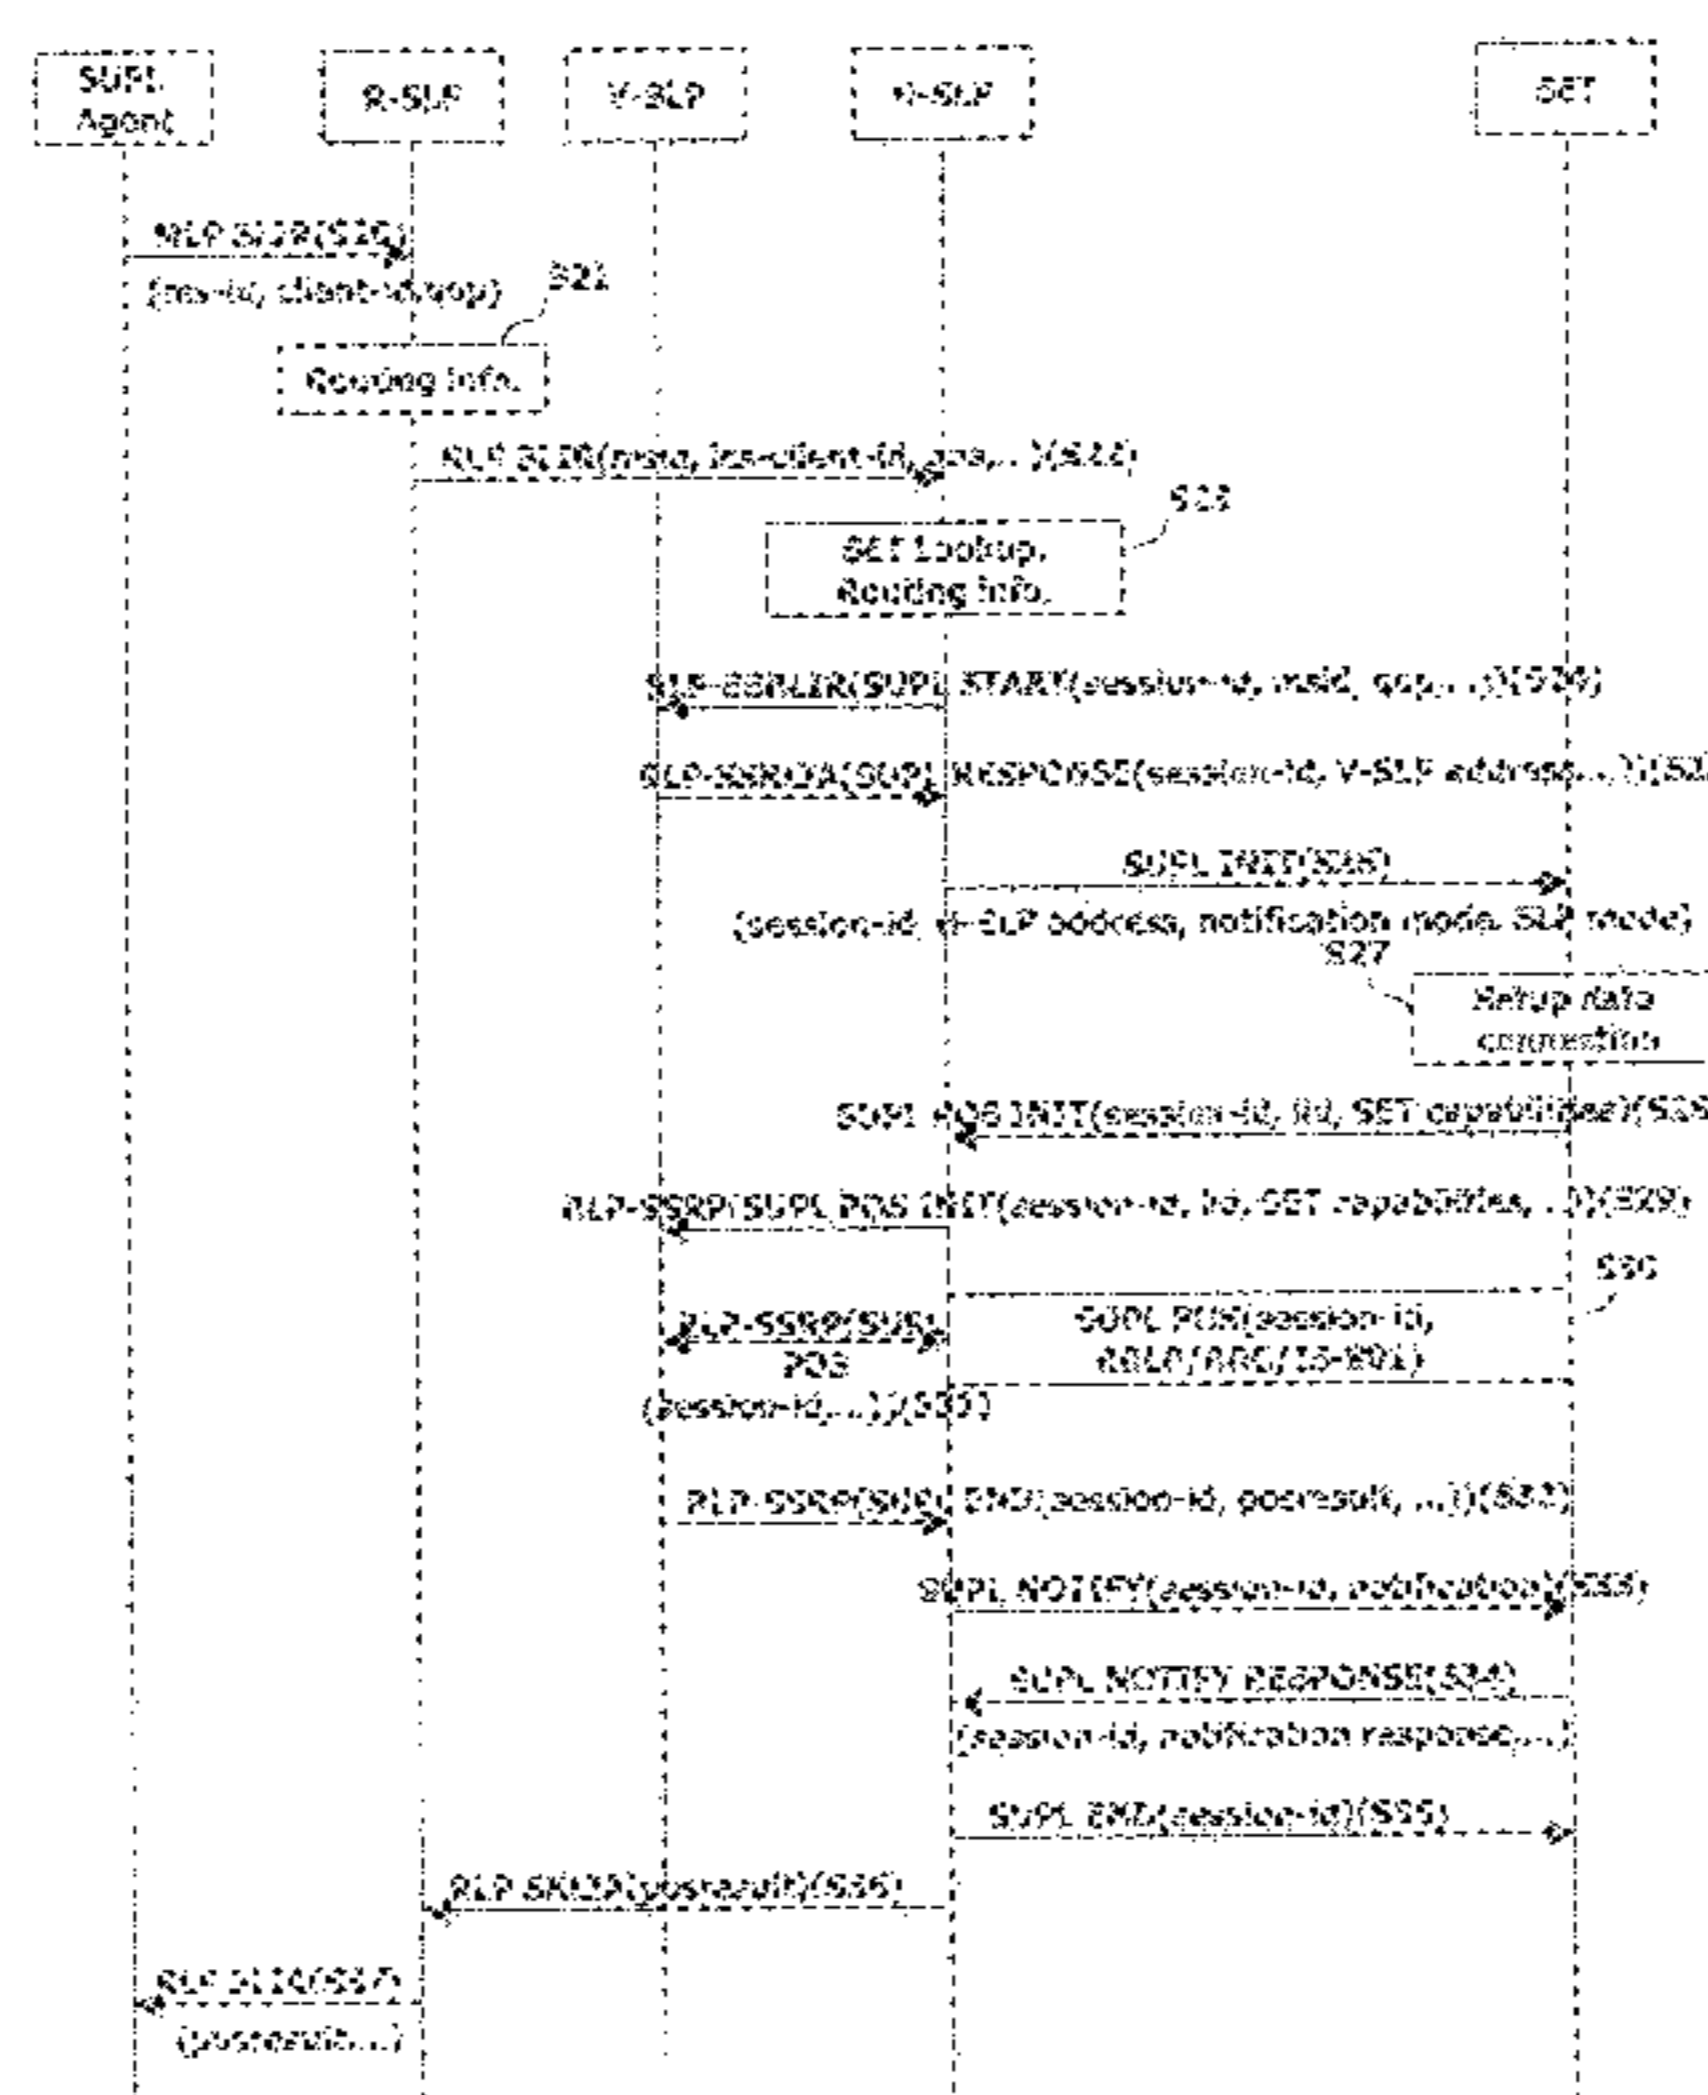 SUPL
Agent
R-SLP
V-SLP
H-SLP
SET
MLP SLIR(S20)
(ms-id, client-id, qop)
S21
Routing info.
RLP SLIR(msid, lcs-client-id, qos,..)(S22)
S23
SET Lookup.
Routing info.
RLP-SSRLIR(SUPL START(session-id, msid, qop,...))(S24)
SUPL RESPONSE(session-id, V-SLP address,...))
SUPL INIT(S26)
(session-id, H-SLP address, notification mode, SLP mode)
S27
Setup data
connection
SUPL POS INIT(session-id, lid, SET capabilities)
RLP-SSRP(SUPL POS INIT(session-id, lid, SET capabilities, ...))(S29)
S30
RLP-SSRP(SUPL
POS
(session-id,...))(S31)
SUPL POS(session-id,
RRLP/RRC/IS-801)
RLP-SSRP(SUPL END(session-id, posresult, ...))(S32)
SUPL NOTIFY(session-id, notification)(S33)
SUPL NOTIFY RESPONSE(S34)
(session-id, notification response,...)
SUPL END(session-id)(S35)
RLP (posresult)(S36)
SLIA(S37)
(posresult...)